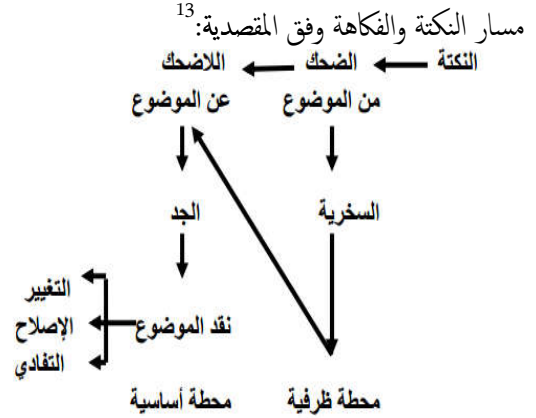 مسار النكتة والفكاهة وفق المقصدية:13
النكتة الضحك اللاضحك
من الموضوع عن الموضوع
السخرية الجد
التغيير
نقد الموضوع الإصلاح
التفادي
محطة ظرفية محطة أساسية